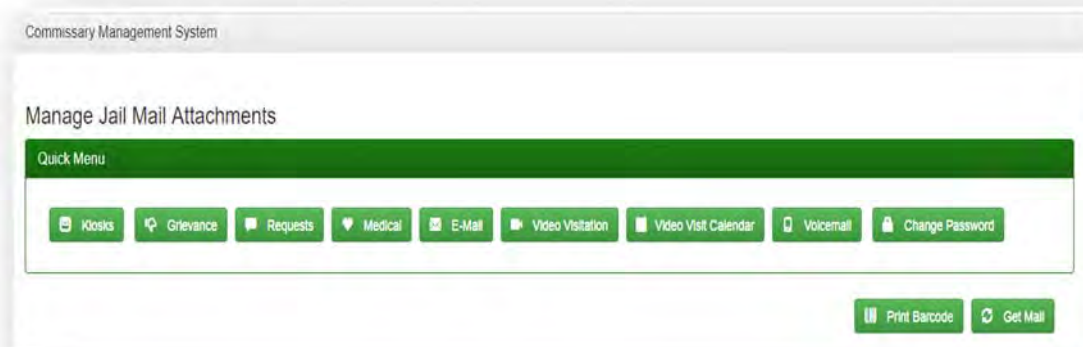 Commissary Management System
Manage Jail Mail Attachments
Quick Menu
Kiosks Grievance Requests Medical E-Mail Video Visitation Video Visit Calendar Voicemail Change Password
Print Barcode Get Mail